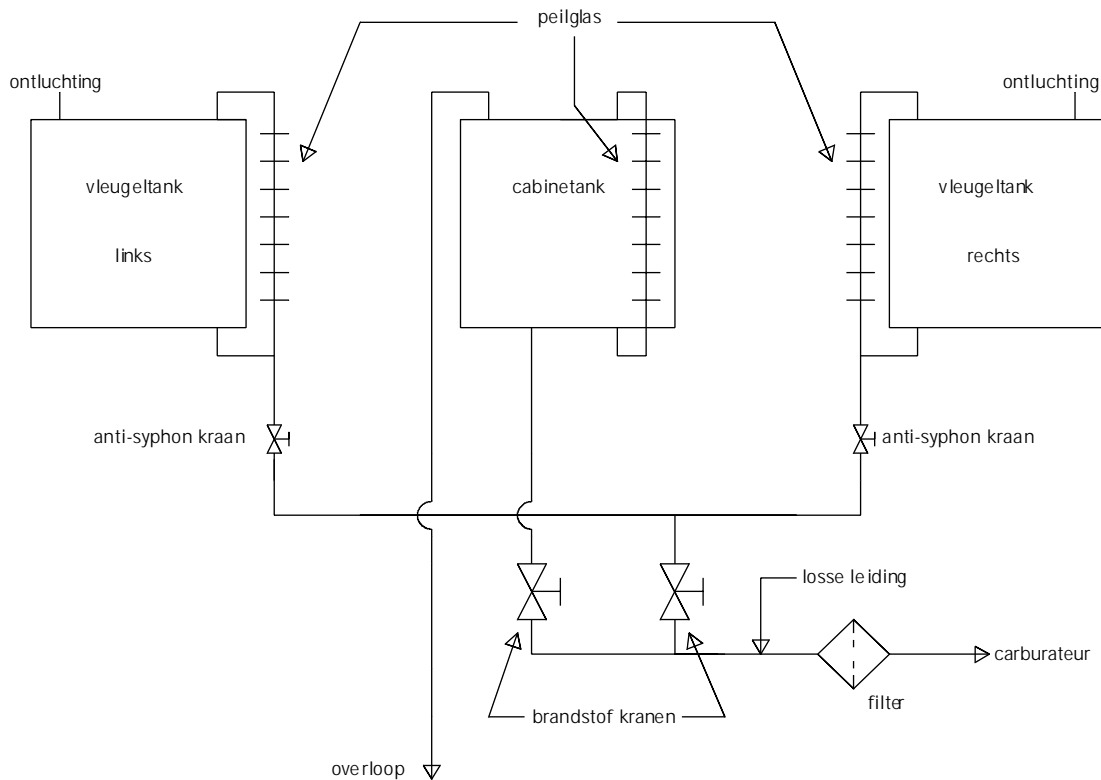 peilglas
ontluchting
ontluchting
vleugeltank
links
cabinetank
vleugeltank
rechts
anti-syphon kraan
anti-syphon kraan
losse leiding
carburateur
filter
brandstof kranen
overloop